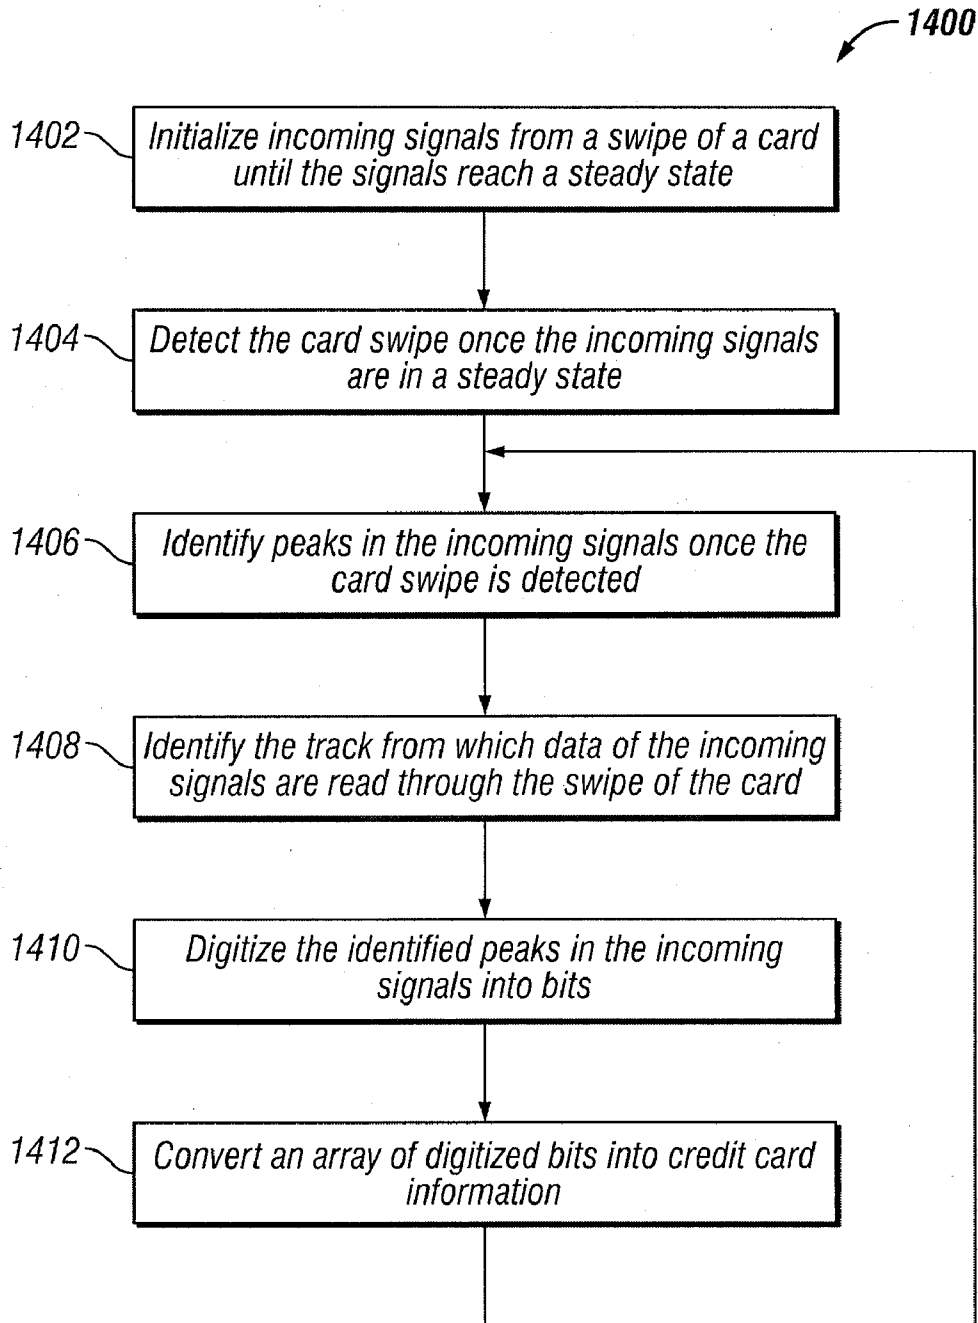 1400
1402
Initialize incoming signals from a swipe of a card
until the signals reach a steady state
1404
Detect the card swipe once the incoming signals
are in a steady state
1406
Identify peaks in the incoming signals once the
card swipe is detected
1408
Identify the track from which data of the incoming
signals are read through the swipe of the card
1410
Digitize the identified peaks in the incoming
signals into bits
1412
Convert an array of digitized bits into credit card
information